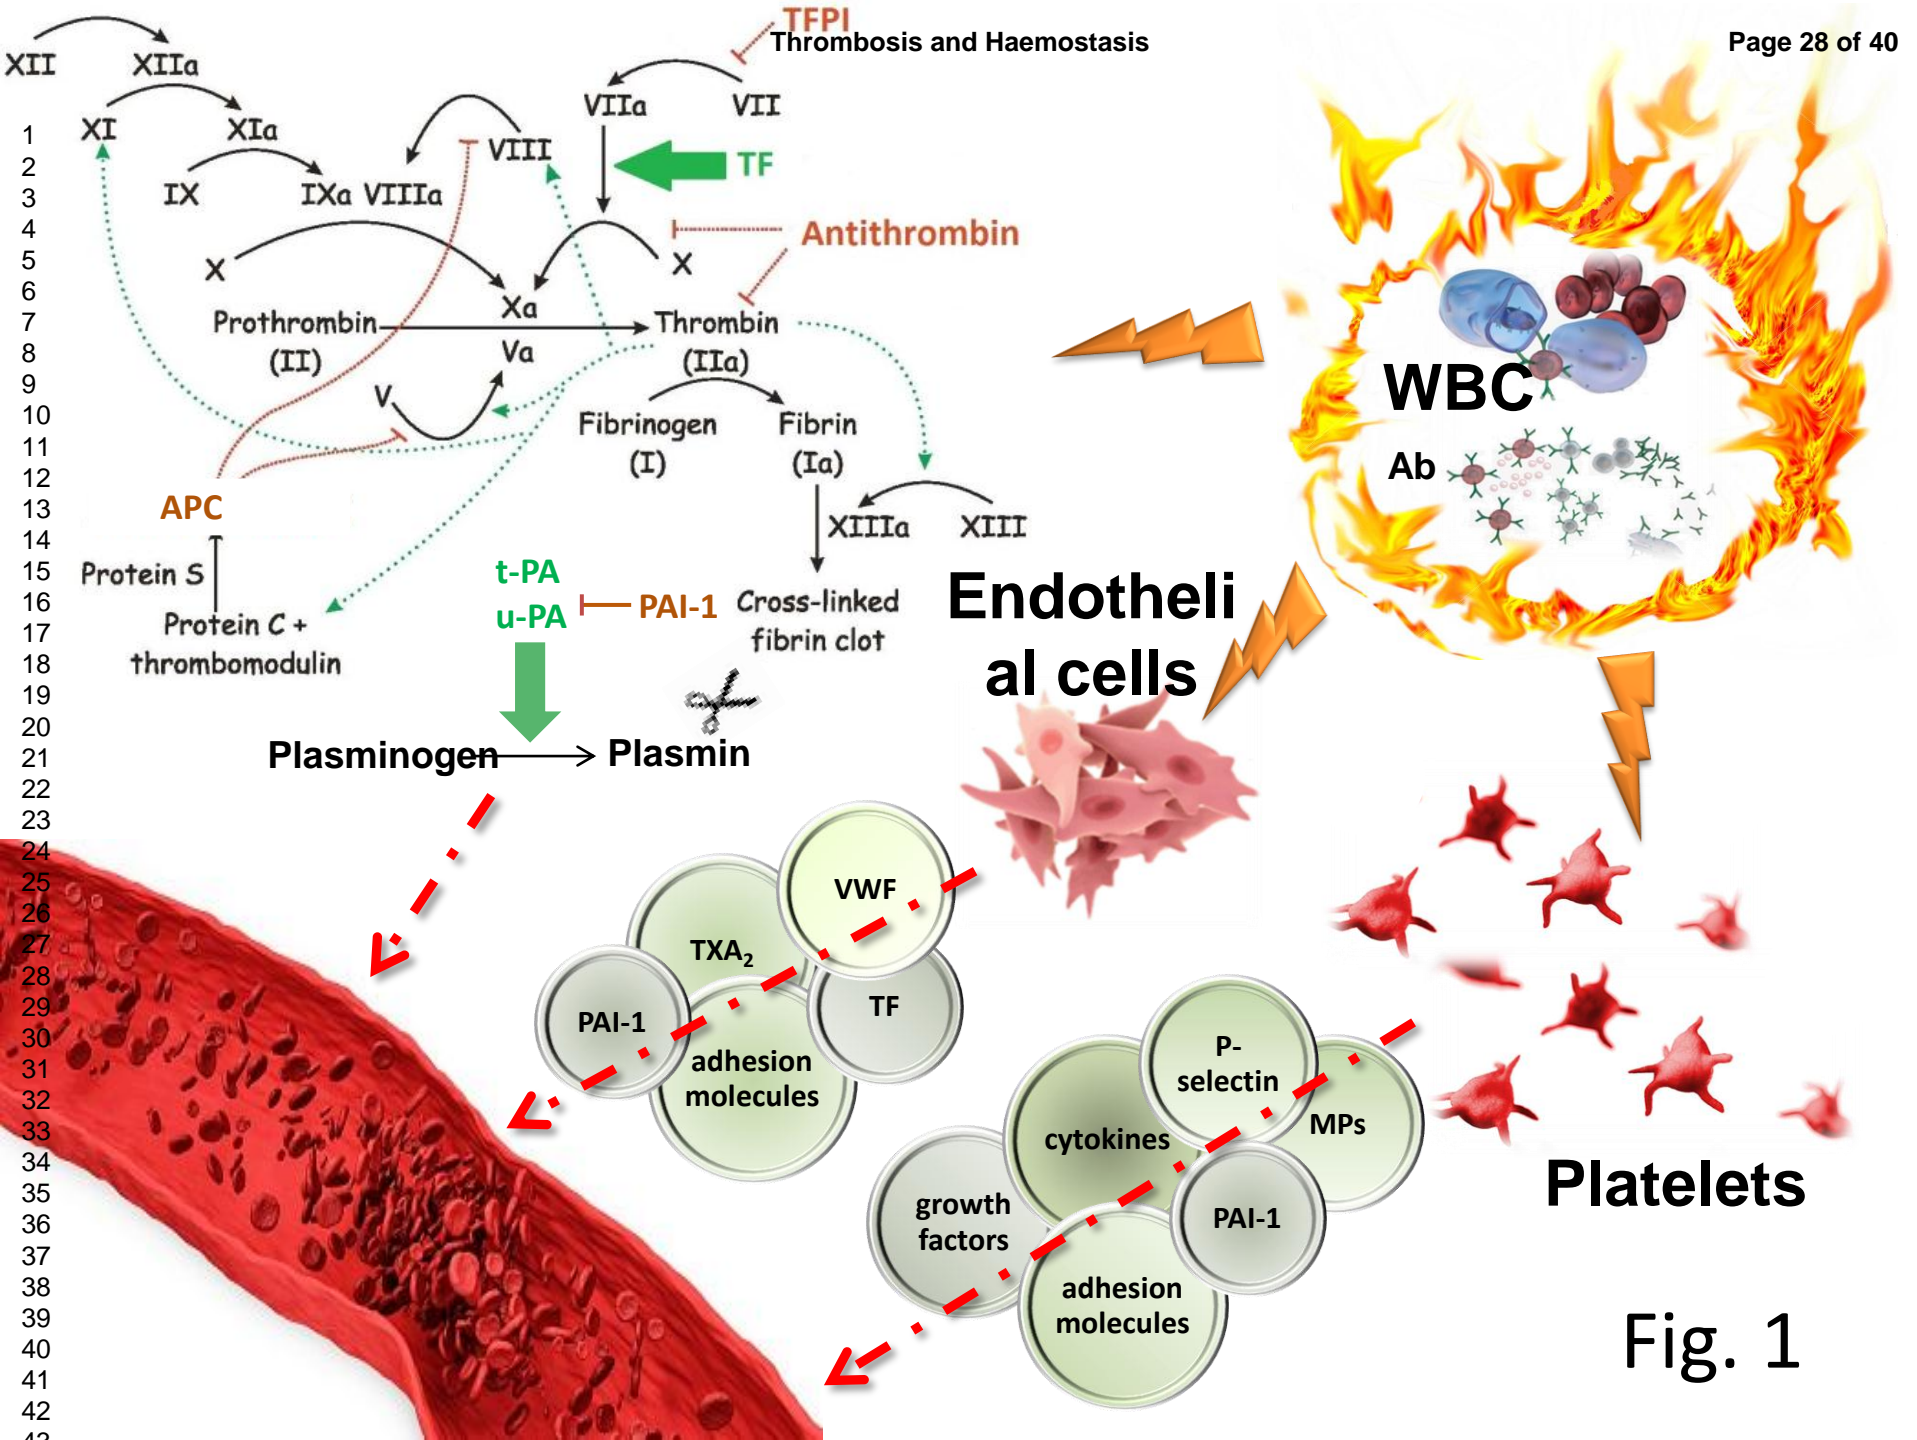 Thrombosis and Haemostasis
Page 28 of 40
TFPI
XII
XIIa
VIIa
VII
XI
XIa
VIII
TF
IX
IXa VIIIa
Antithrombin
X
X
Xa
Prothrombin
(II)
Thrombin
(IIa)
Va
V
Fibrinogen
(I)
Fibrin
(Ia)
APC
XIIIa
XIII
Protein S
Protein C +
thrombomodulin
t-PA
u-PA
PAI-1
Cross-linked
fibrin clot
Plasminogen
Plasmin
WBC
Ab
Endotheli
al cells
VWF
TXA2
PAI-1
TF
adhesion
molecules
P-
selectin
cytokines
MPs
growth
factors
PAI-1
adhesion
molecules
Platelets
Fig. 1
1
2
3
4
5
6
7
8
9
10
11
12
13
14
15
16
17
18
19
20
21
22
23
24
25
26
27
28
29
30
31
32
33
34
35
36
37
38
39
40
41
42
43